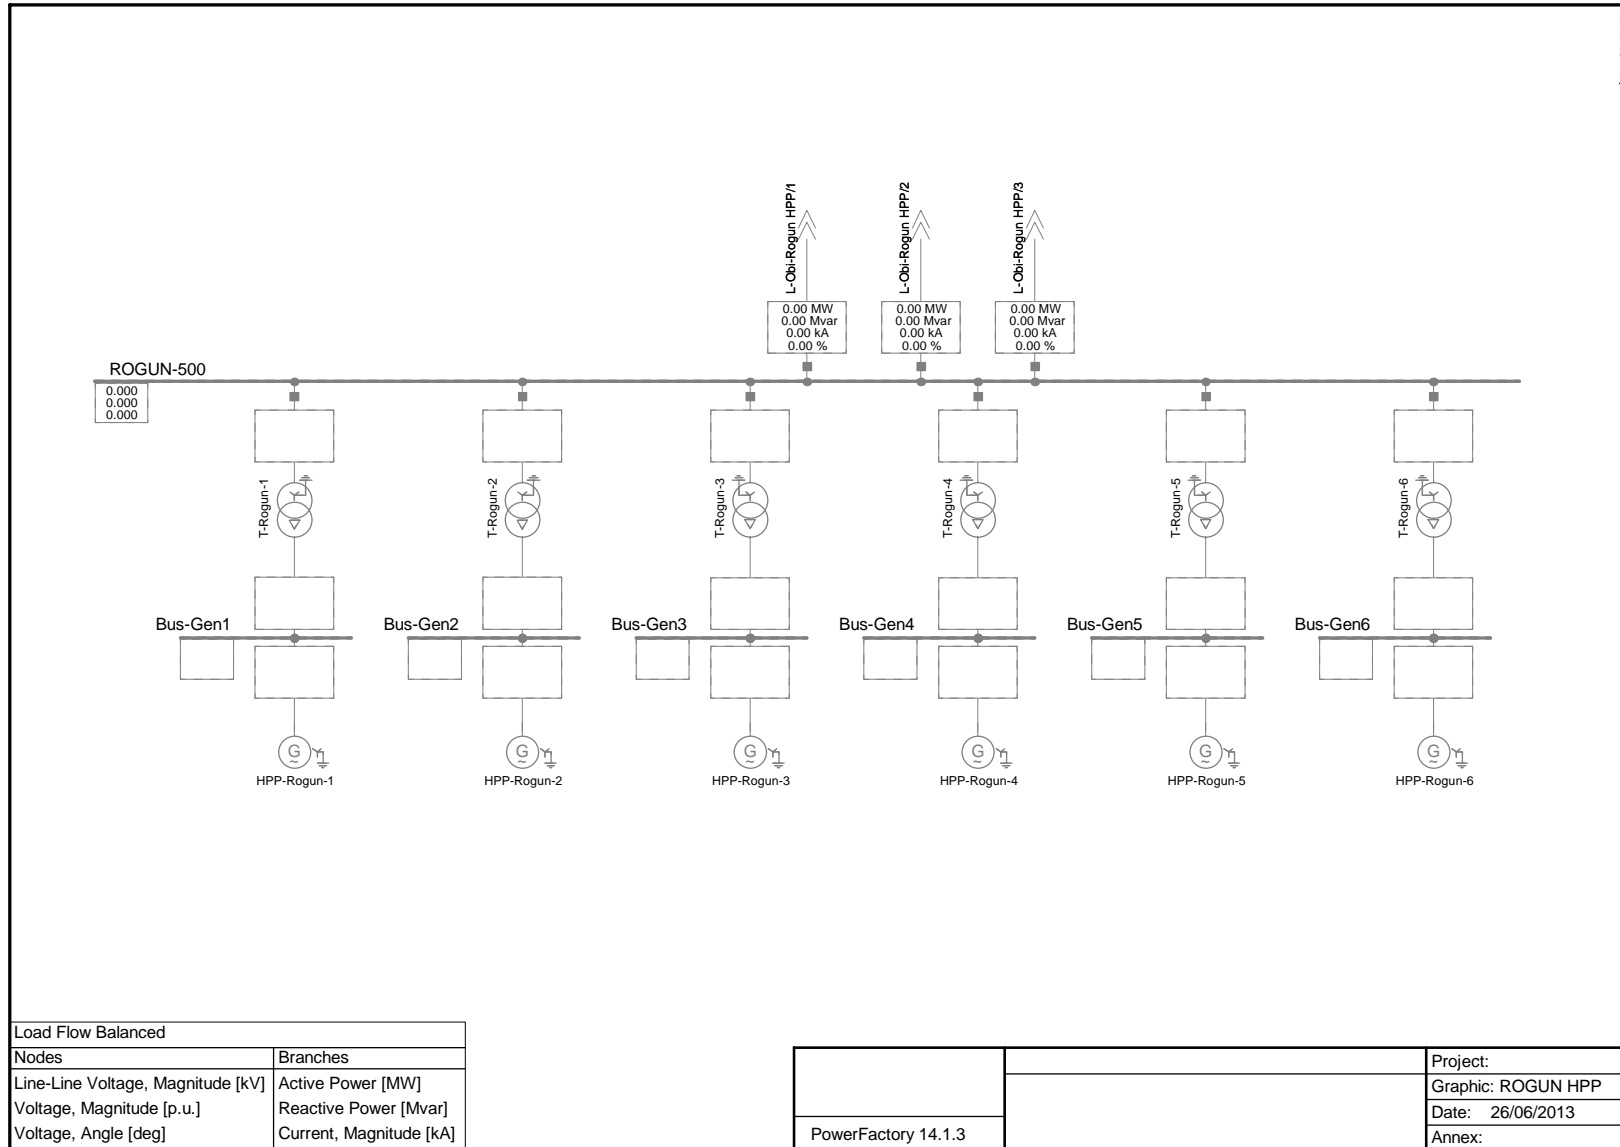 L-Obi-Rogun HPP/1
L-Obi-Rogun HPP/2
L-Obi-Rogun HPP/3
0.00 MW
0.00 Mvar
0.00 kA
0.00 %
0.00 MW
0.00 Mvar
0.00 kA
0.00 %
0.00 MW
0.00 Mvar
0.00 kA
0.00 %
ROGUN-500
0.000
0.000
0.000
T-Rogun-1
T-Rogun-2
T-Rogun-3
T-Rogun-4
T-Rogun-5
T-Rogun-6
Bus-Gen1
Bus-Gen2
Bus-Gen3
Bus-Gen4
Bus-Gen5
Bus-Gen6
G
~
G
~
G
~
G
~
G
~
G
~
HPP-Rogun-1
HPP-Rogun-2
HPP-Rogun-3
HPP-Rogun-4
HPP-Rogun-5
HPP-Rogun-6
Load Flow Balanced
Nodes
Branches
Line-Line Voltage, Magnitude [kV]
Active Power [MW]
Voltage, Magnitude [p.u.]
Reactive Power [Mvar]
Voltage, Angle [deg]
Current, Magnitude [kA]
PowerFactory 14.1.3
Project:
Graphic: ROGUN HPP
Date: 26/06/2013
Annex: